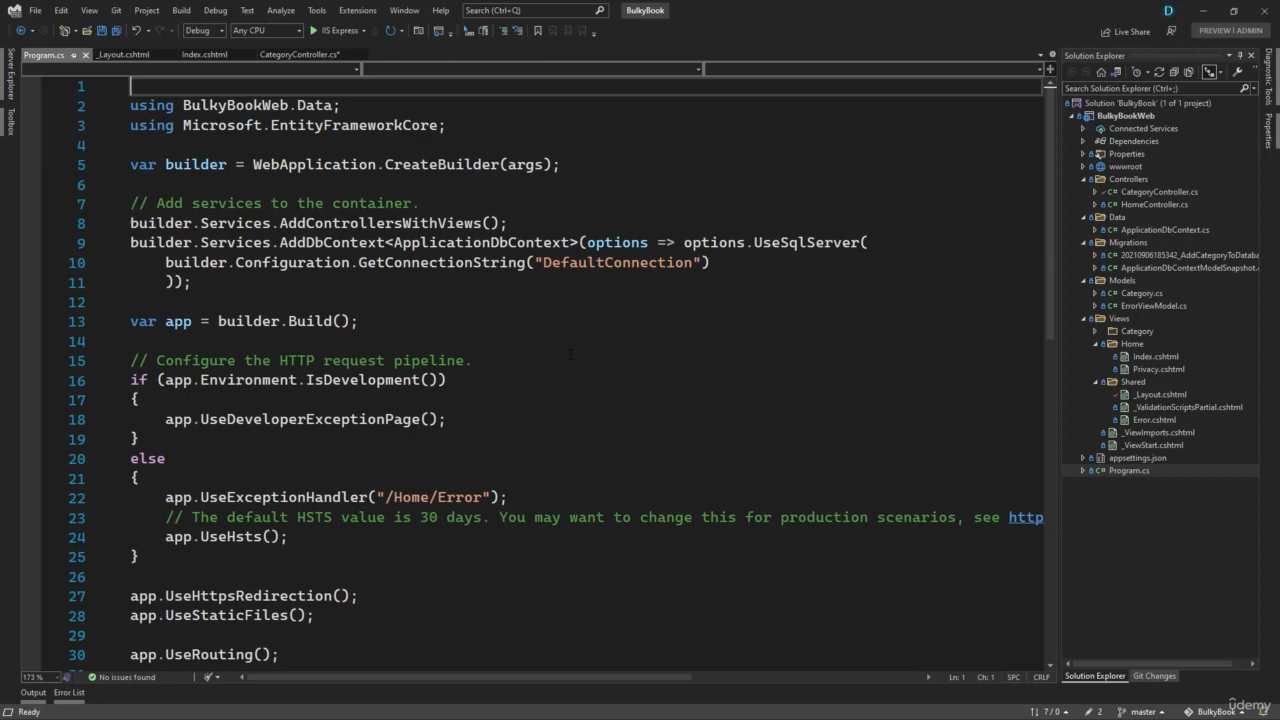 File Edit View Git Project Build Debug Test Analyze Tools Extensions Window Help Search (Ctrl+Q) BulkyBook D
Debug Any CPU IIS Express Live Share PREVIEW | ADMIN
Program.cs _Layout.cshtml Index.cshtml CategoryController.cs*
Server Explorer
Toolbox
1
2 using BulkyBookWeb.Data;
3 using Microsoft.EntityFrameworkCore;
4
5 var builder = WebApplication.CreateBuilder(args);
6
7 // Add services to the container.
8 builder.Services.AddControllersWithViews();
9 builder.Services.AddDbContext<ApplicationDbContext>(options => options.UseSqlServer(
10 builder.Configuration.GetConnectionString("DefaultConnection")
11 ));
12
13 var app = builder.Build();
14
15 // Configure the HTTP request pipeline.
16 if (app.Environment.IsDevelopment())
17 {
18 app.UseDeveloperExceptionPage();
19 }
20 else
21 {
22 app.UseExceptionHandler("/Home/Error");
23 // The default HSTS value is 30 days. You may want to change this for production scenarios, see http
24 app.UseHsts();
25 }
26
27 app.UseHttpsRedirection();
28 app.UseStaticFiles();
29
30 app.UseRouting();
173 % No issues found Ln: 1 Ch: 1 SPC CRLF
Output Error List
Solution Explorer
Search Solution Explorer (Ctrl+;)
Solution 'BulkyBook' (1 of 1 project)
BulkyBookWeb
Connected Services
Dependencies
Properties
wwwroot
Controllers
CategoryController.cs
HomeController.cs
Data
ApplicationDbContext.cs
Migrations
20210906185342_AddCategoryToDataba
ApplicationDbContextModelSnapshot.
Models
Category.cs
ErrorViewModel.cs
Views
Category
Home
Index.cshtml
Privacy.cshtml
Shared
_Layout.cshtml
_ValidationScriptsPartial.cshtml
Error.cshtml
_ViewImports.cshtml
_ViewStart.cshtml
appsettings.json
Program.cs
Solution Explorer Git Changes
Diagnostic Tools
Properties
Ready 7 / 0 2 master BulkyBook
ûdemy